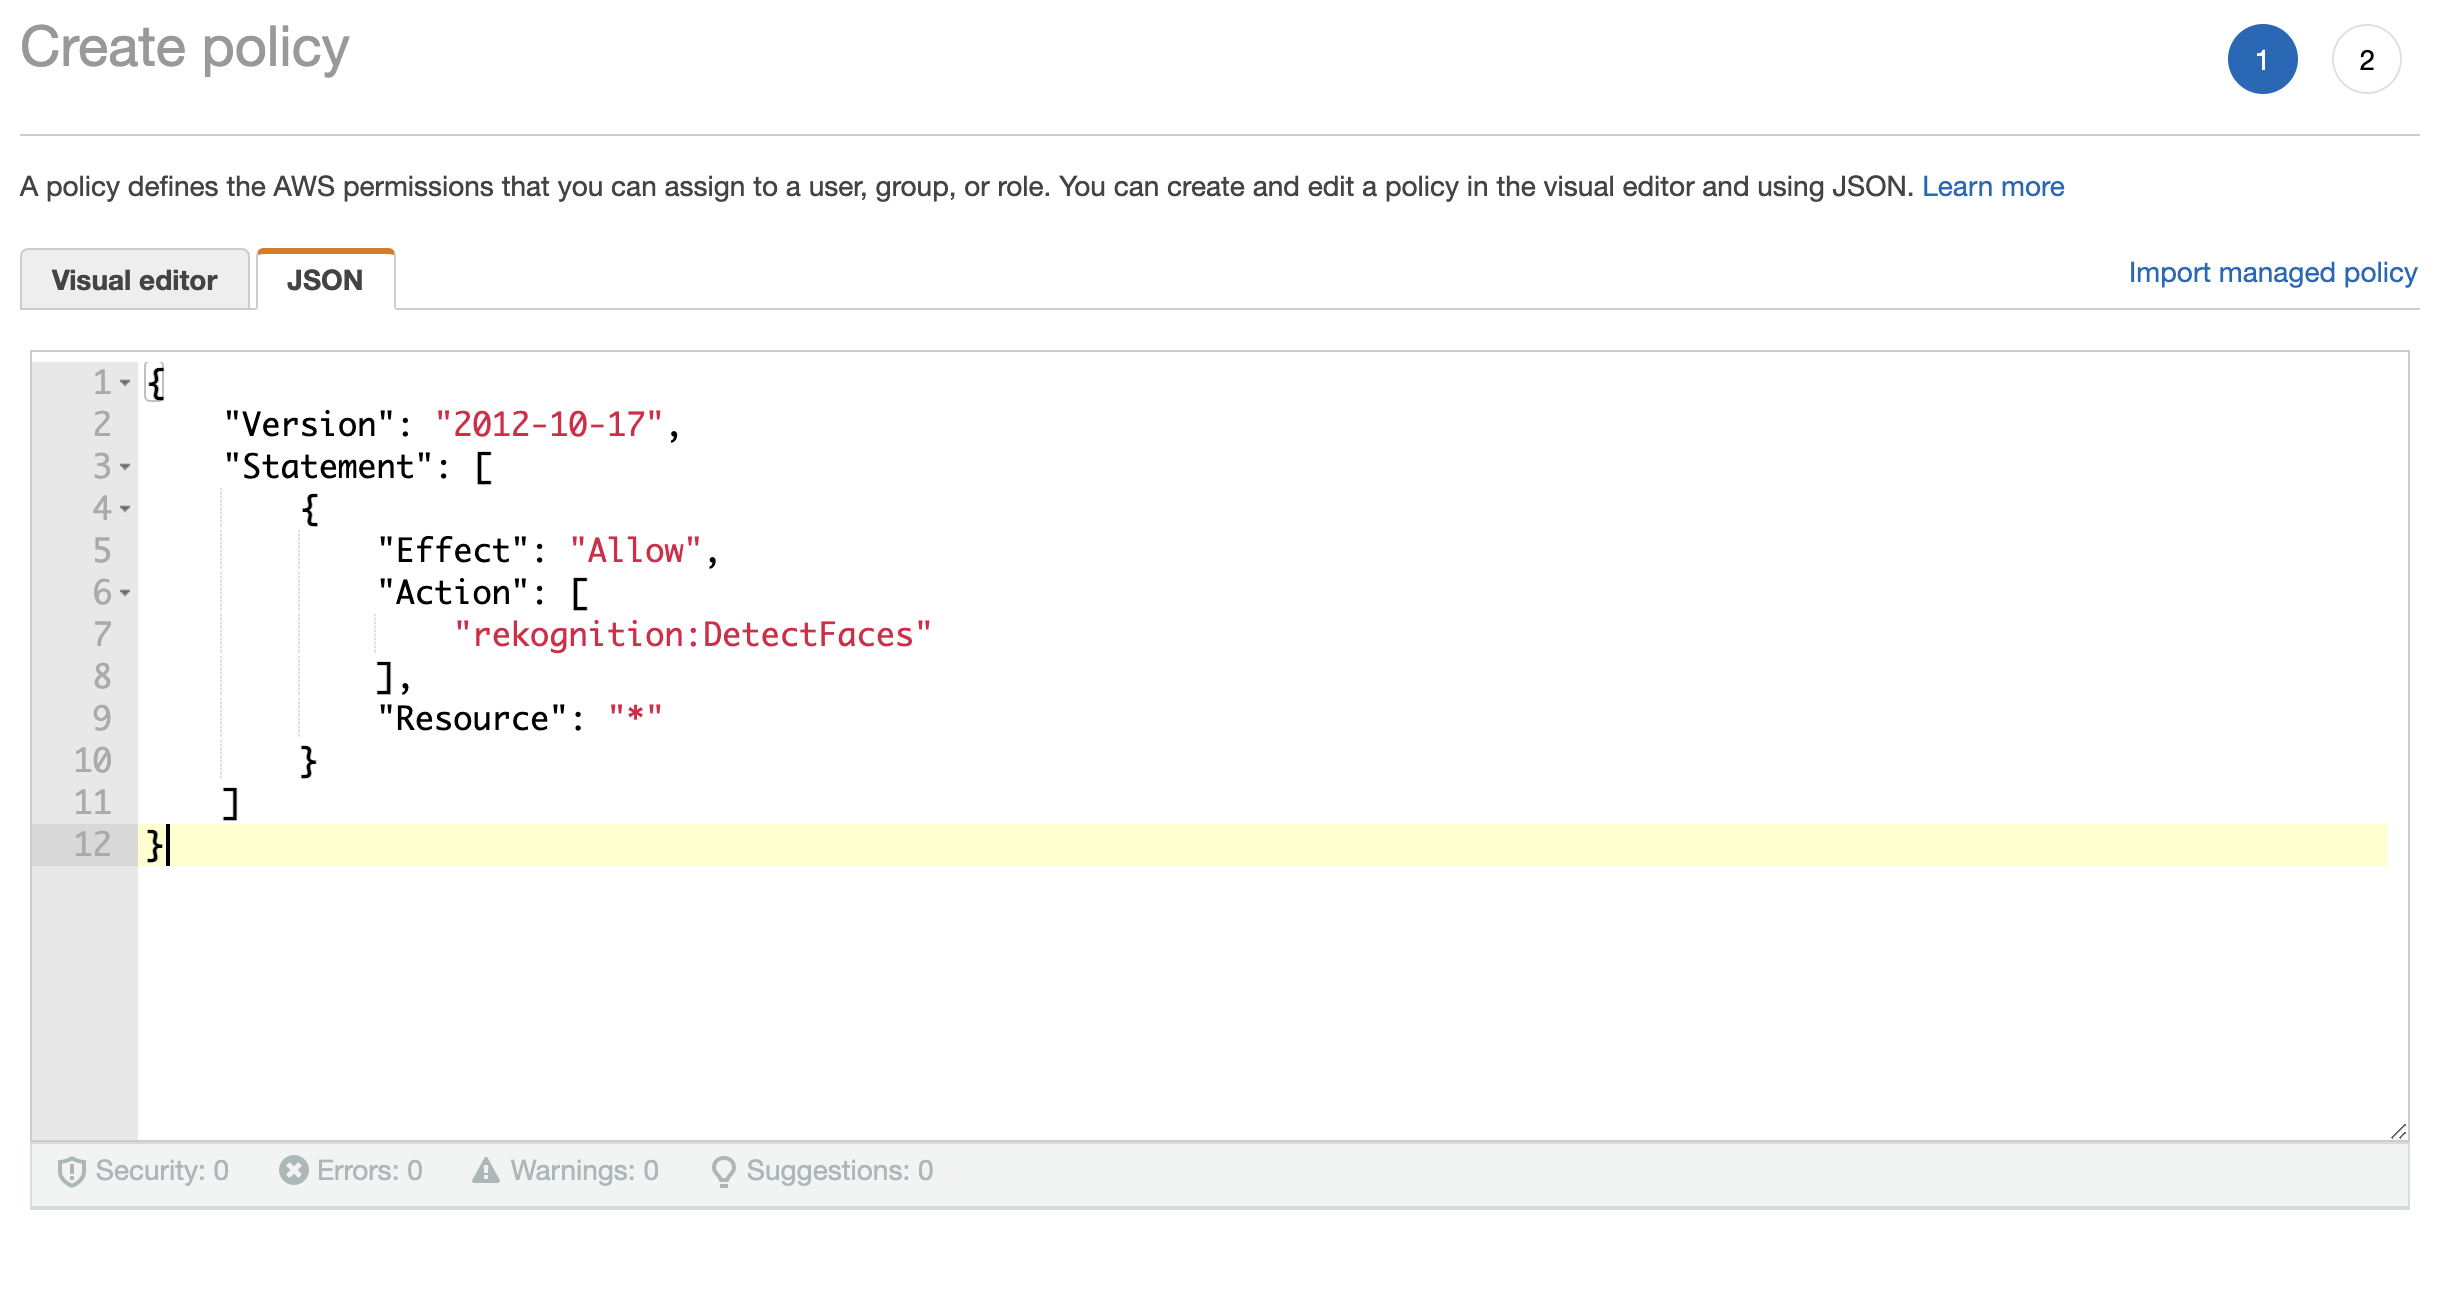 Create policy
1 2
A policy defines the AWS permissions that you can assign to a user, group, or role. You can create and edit a policy in the visual editor and using JSON. Learn more
Visual editor JSON Import managed policy
1 {
2 "Version": "2012-10-17",
3 "Statement": [
4 {
5 "Effect": "Allow",
6 "Action": [
7 "rekognition:DetectFaces"
8 ],
9 "Resource": "*"
10 }
11 ]
12 }
Security: 0 Errors: 0 Warnings: 0 Suggestions: 0